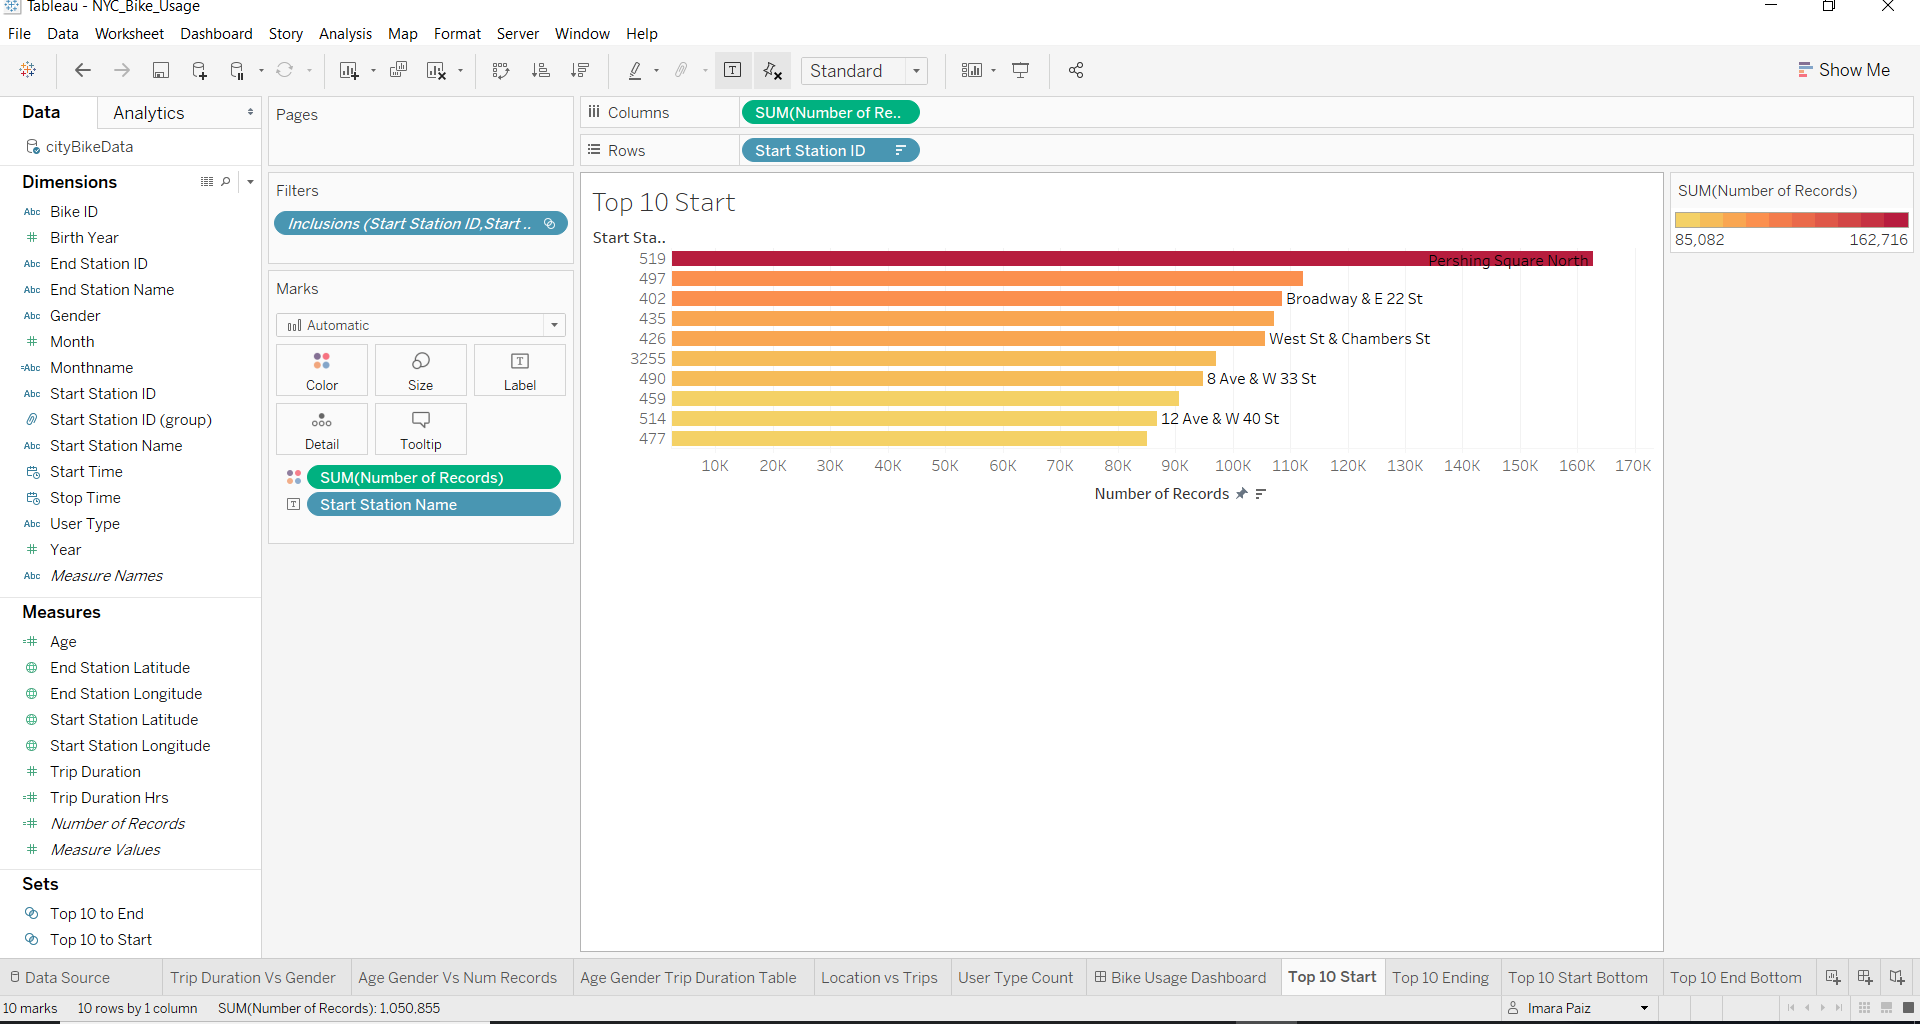 Tableau - NYC_Bike_Usage
File Data Worksheet Dashboard Story Analysis Map Format Server Window Help
Standard
Show Me
Data Analytics
cityBikeData
Dimensions
Abc Bike ID
# Birth Year
Abc End Station ID
Abc End Station Name
Abc Gender
# Month
=Abc Monthname
Abc Start Station ID
Start Station ID (group)
Abc Start Station Name
Start Time
Stop Time
Abc User Type
# Year
Abc Measure Names
Measures
=# Age
End Station Latitude
End Station Longitude
Start Station Latitude
Start Station Longitude
# Trip Duration
=# Trip Duration Hrs
=# Number of Records
# Measure Values
Sets
Top 10 to End
Top 10 to Start
Pages
Filters
Inclusions (Start Station ID,Start ..
Marks
Automatic
Color Size T Label
Detail Tooltip
SUM(Number of Records)
T Start Station Name
Columns SUM(Number of Re..
Rows Start Station ID
Top 10 Start
Start Sta..
519 Pershing Square North
497
402 Broadway & E 22 St
435
426 West St & Chambers St
3255
490 8 Ave & W 33 St
459
514 12 Ave & W 40 St
477
10K 20K 30K 40K 50K 60K 70K 80K 90K 100K 110K 120K 130K 140K 150K 160K 170K
Number of Records
SUM(Number of Records)
85,082 162,716
Data Source Trip Duration Vs Gender Age Gender Vs Num Records Age Gender Trip Duration Table Location vs Trips User Type Count Bike Usage Dashboard Top 10 Start Top 10 Ending Top 10 Start Bottom Top 10 End Bottom
10 marks 10 rows by 1 column SUM(Number of Records): 1,050,855 Imara Paiz